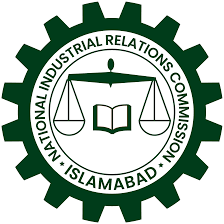 NATIONAL INDUSTRIAL RELATIONS COMMISSION
ISLAMABAD